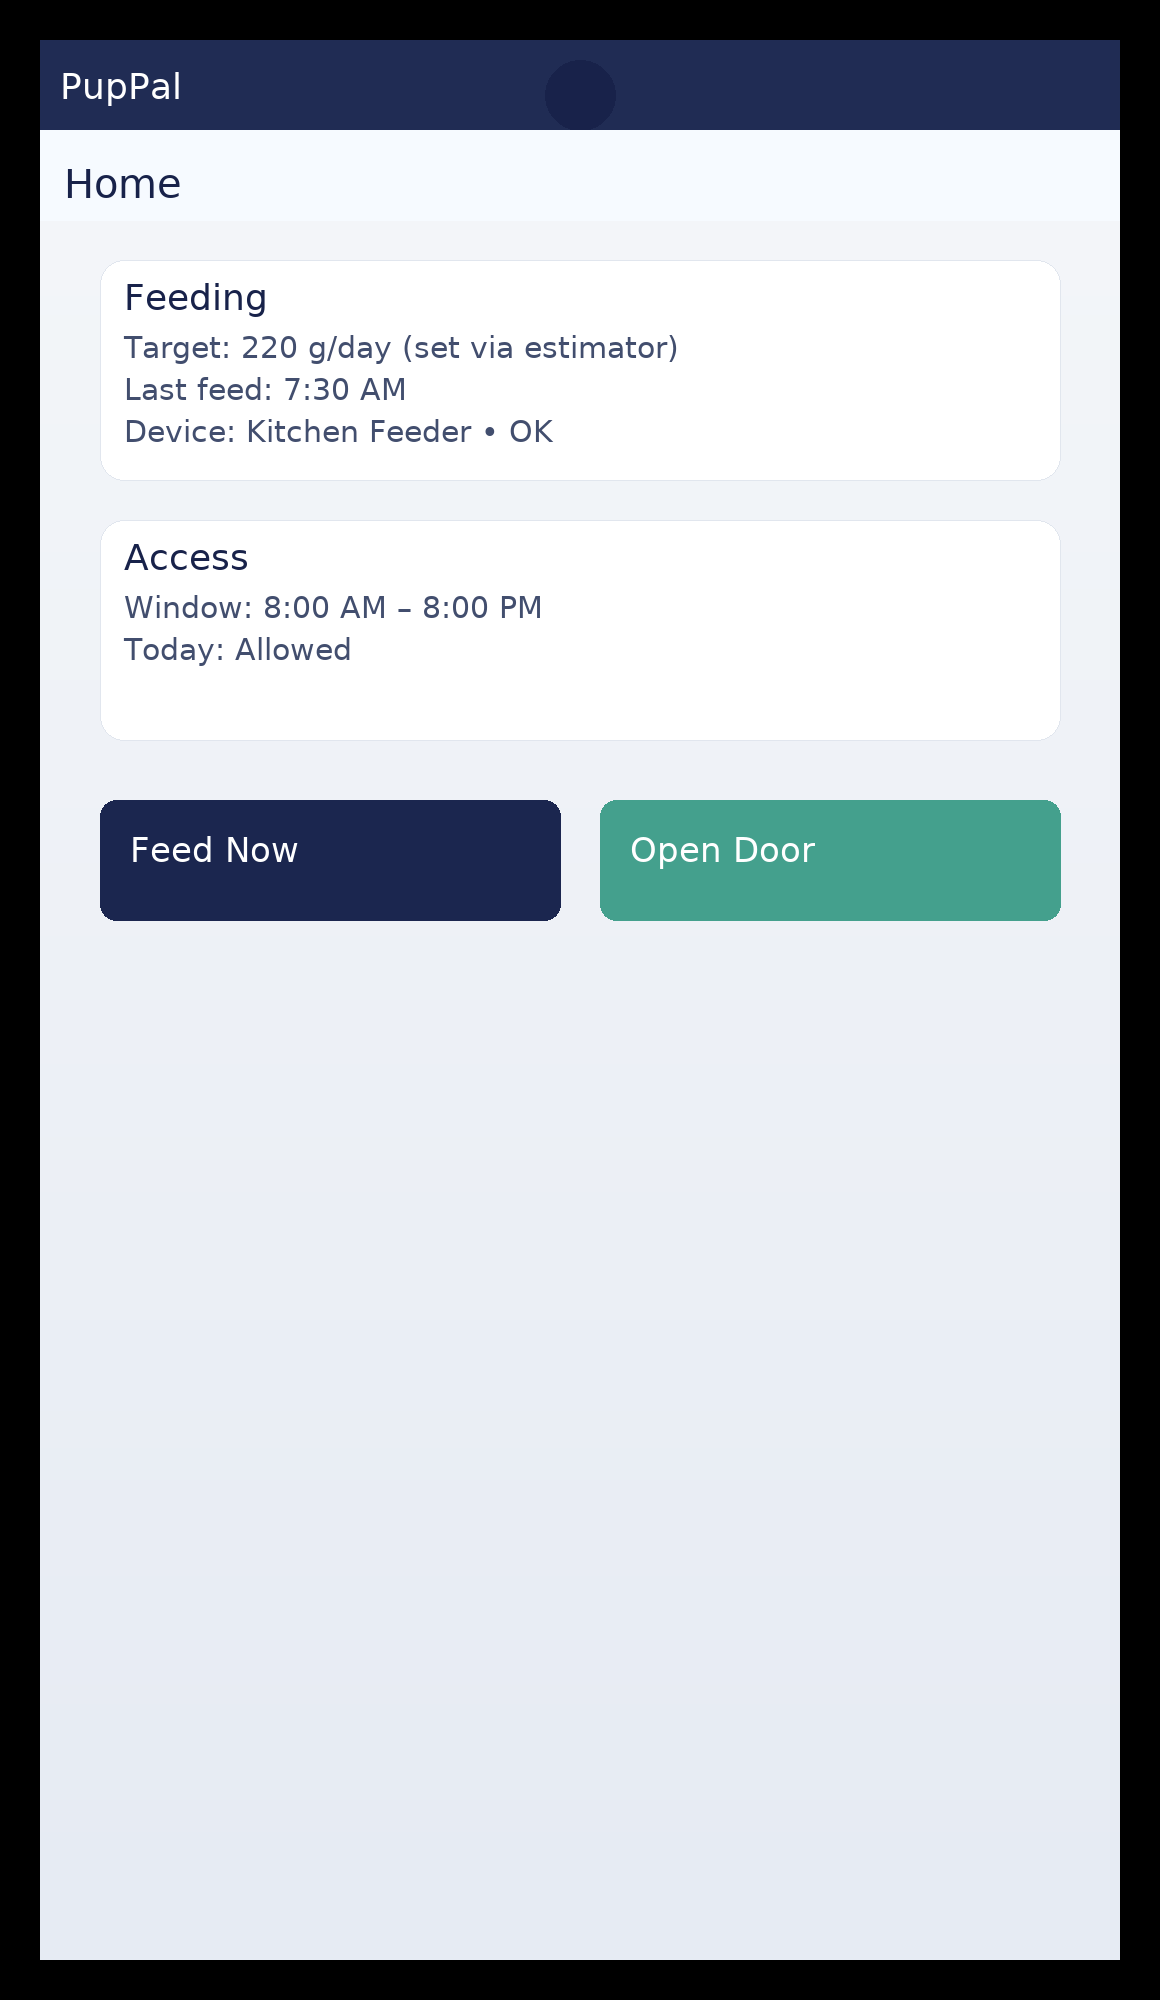 PupPal
Home
Feeding
Target: 220 g/day (set via estimator)
Last feed: 7:30 AM
Device: Kitchen Feeder • OK
Access
Window: 8:00 AM – 8:00 PM
Today: Allowed
Feed Now
Open Door